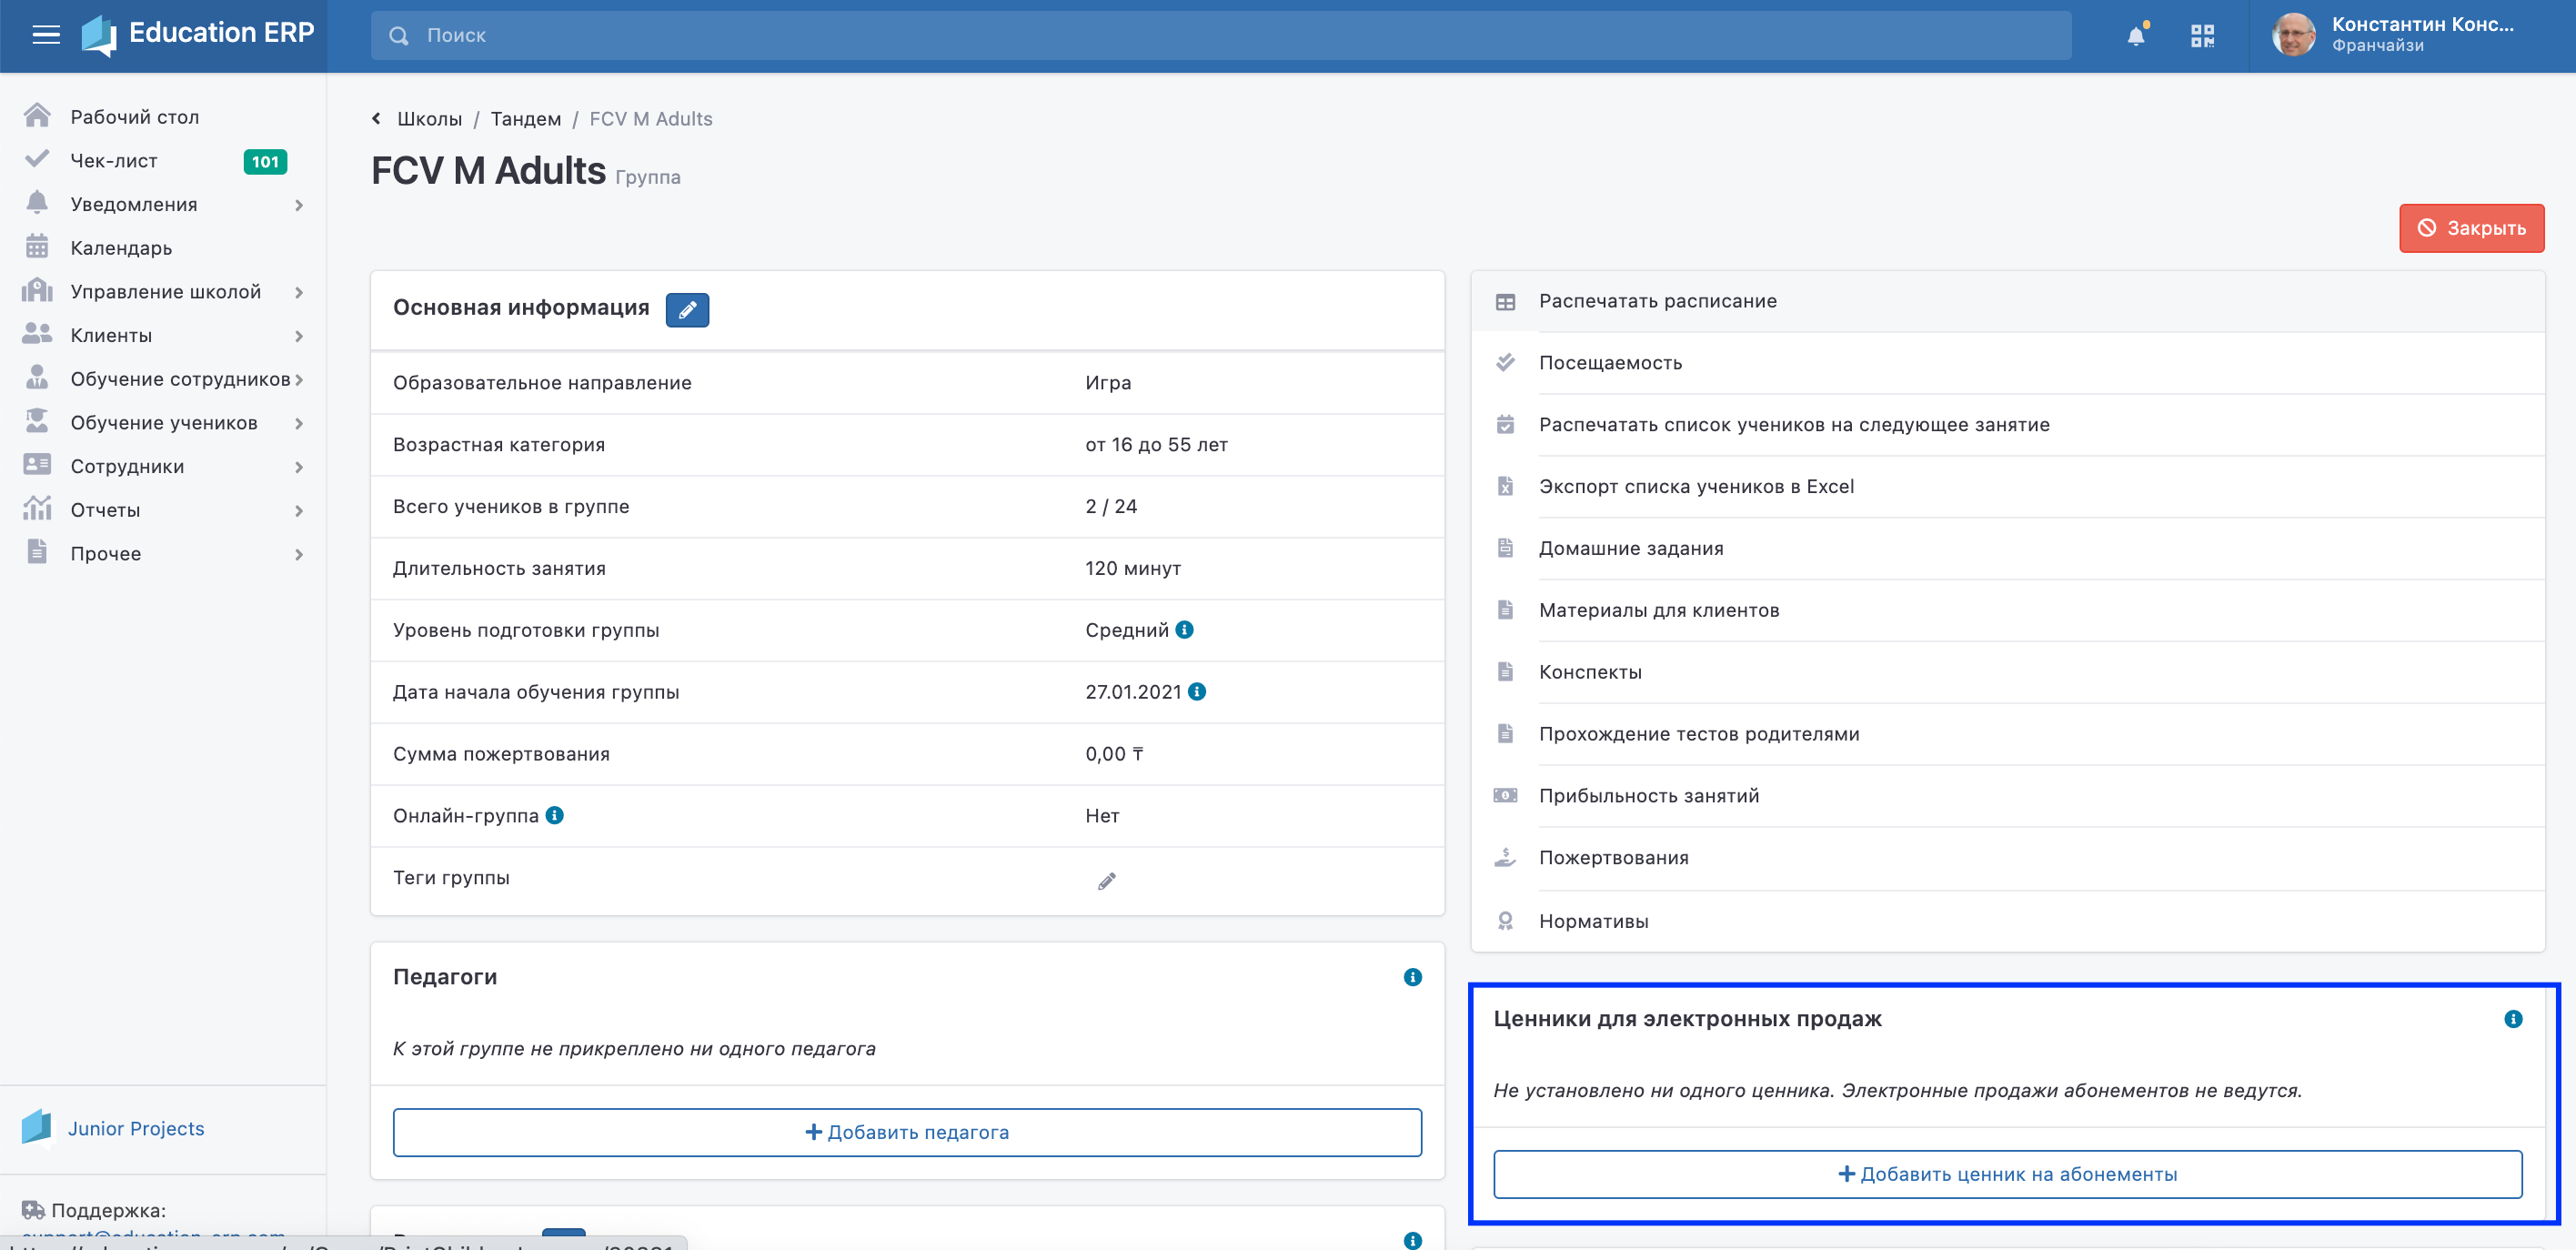 Education ERP
Поиск
Константин Конс...
Франчайзи
Рабочий стол
Чек-лист
101
Уведомления
Календарь
Управление школой
Клиенты
Обучение сотрудников
Обучение учеников
Сотрудники
Отчеты
Прочее
Junior Projects
Поддержка:
Школы / Тандем / FCV M Adults
FCV M Adults Группа
Закрыть
Основная информация
Образовательное направление Игра
Возрастная категория от 16 до 55 лет
Всего учеников в группе 2 / 24
Длительность занятия 120 минут
Уровень подготовки группы Средний
Дата начала обучения группы 27.01.2021
Сумма пожертвования 0,00 ₸
Онлайн-группа Нет
Теги группы
Педагоги
К этой группе не прикреплено ни одного педагога
+ Добавить педагога
Распечатать расписание
Посещаемость
Распечатать список учеников на следующее занятие
Экспорт списка учеников в Excel
Домашние задания
Материалы для клиентов
Конспекты
Прохождение тестов родителями
Прибыльность занятий
Пожертвования
Нормативы
Ценники для электронных продаж
Не установлено ни одного ценника. Электронные продажи абонементов не ведутся.
+ Добавить ценник на абонементы